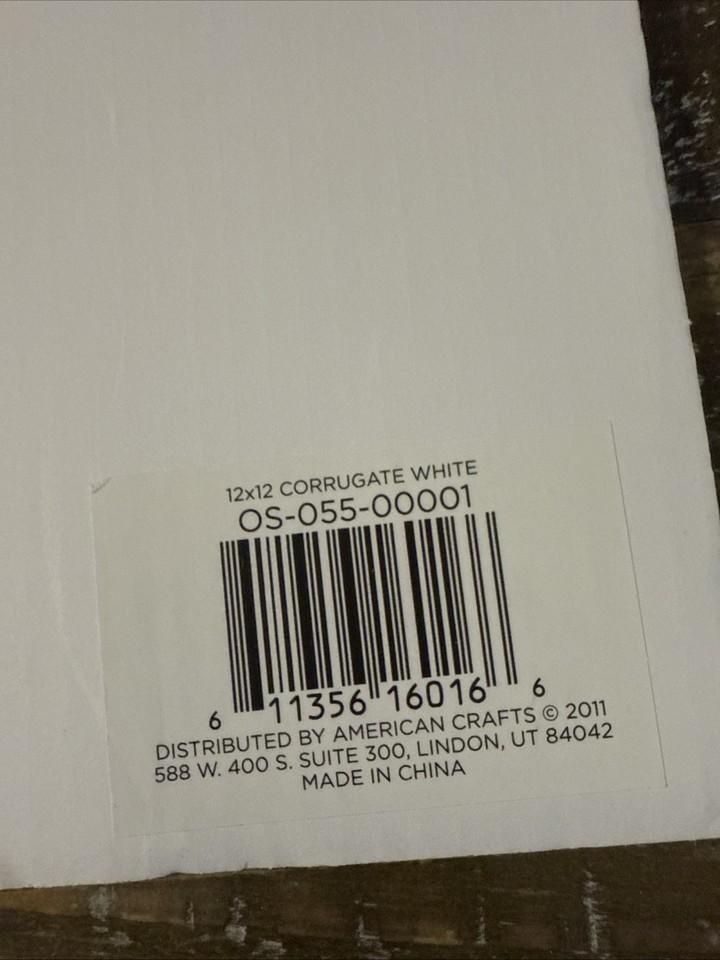 12x12 CORRUGATE WHITE
OS-055-00001
6 11356 16016 6
DISTRIBUTED BY AMERICAN CRAFTS © 2011
588 W. 400 S. SUITE 300, LINDON, UT 84042
MADE IN CHINA